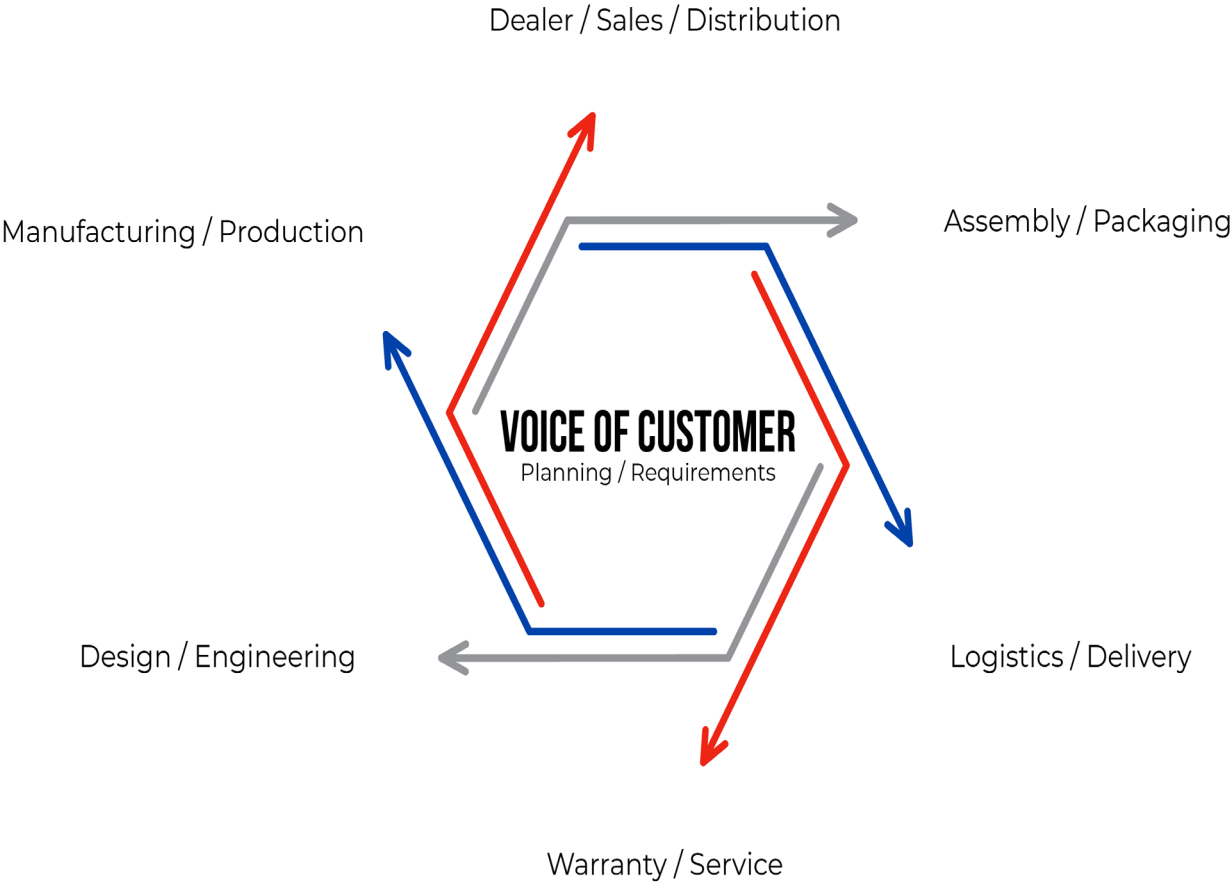 Dealer / Sales / Distribution
Manufacturing / Production
Assembly / Packaging
VOICE OF CUSTOMER
Planning / Requirements
Design / Engineering
Logistics / Delivery
Warranty / Service